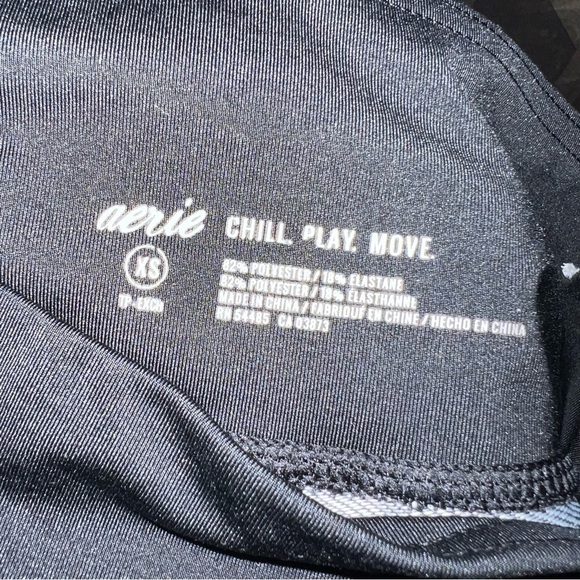 aerie CHILL. PLAY. MOVE.
XS
82% POLYESTER / 18% ELASTANE
82% POLYESTER / 18% ÉLASTHANNE
MADE IN CHINA / FABRIQUÉ EN CHINE / HECHO EN CHINA
RN 54485 CA 03873